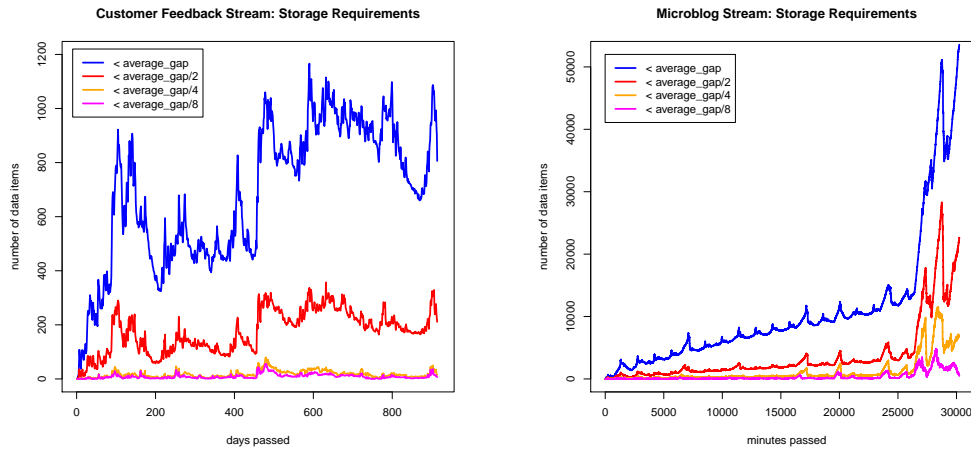 Customer Feedback Stream: Storage Requirements
number of data items
0 200 400 600 800 1000 1200
< average_gap
< average_gap/2
< average_gap/4
< average_gap/8
0 200 400 600 800
days passed
Microblog Stream: Storage Requirements
number of data items
0 10000 20000 30000 40000 50000
< average_gap
< average_gap/2
< average_gap/4
< average_gap/8
0 5000 10000 15000 20000 25000 30000
minutes passed